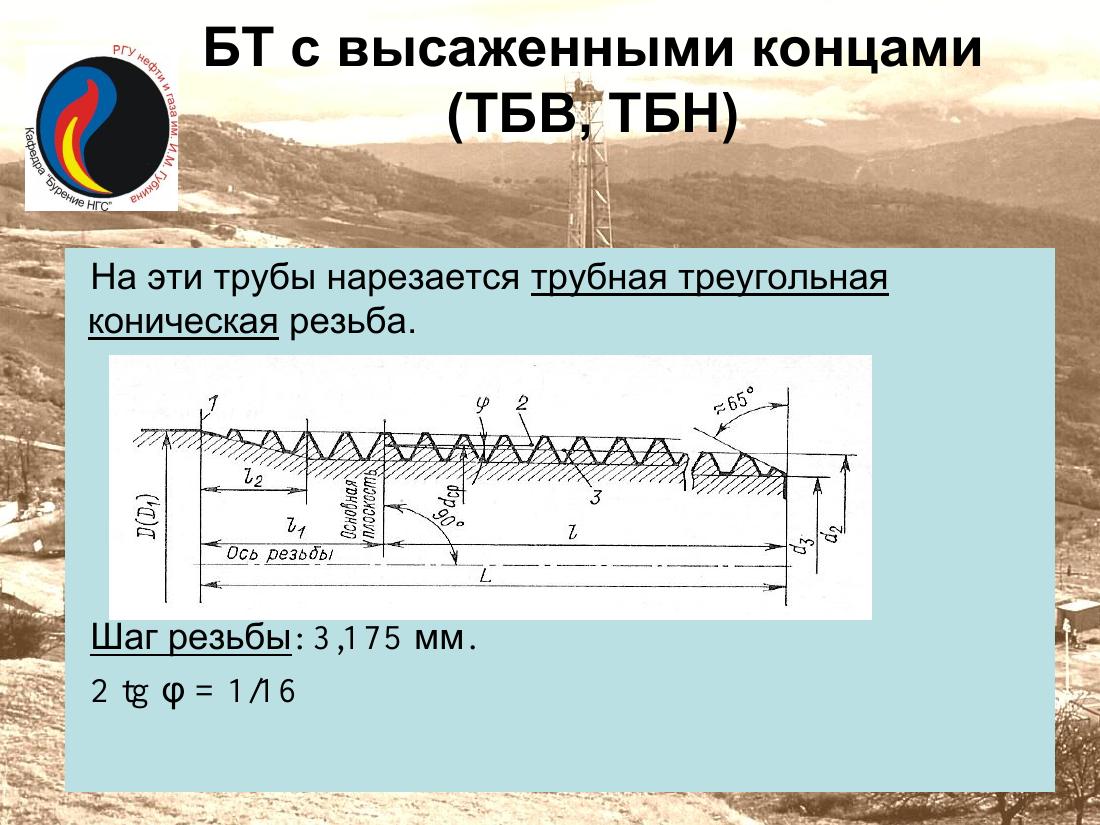 БТ с высаженными концами
(ТБВ, ТБН)
РГУ нефти и газа им. И.М. Губкина
Кафедра "Бурение НГС"
На эти трубы нарезается трубная треугольная
коническая резьба.
1
φ
2
≈65°
l2
Основная
плоскость
dср
90°
3
D(D1)
l1
l
d3
d2
Ось резьбы
L
Шаг резьбы: 3,175 мм.
2 tg φ = 1/16